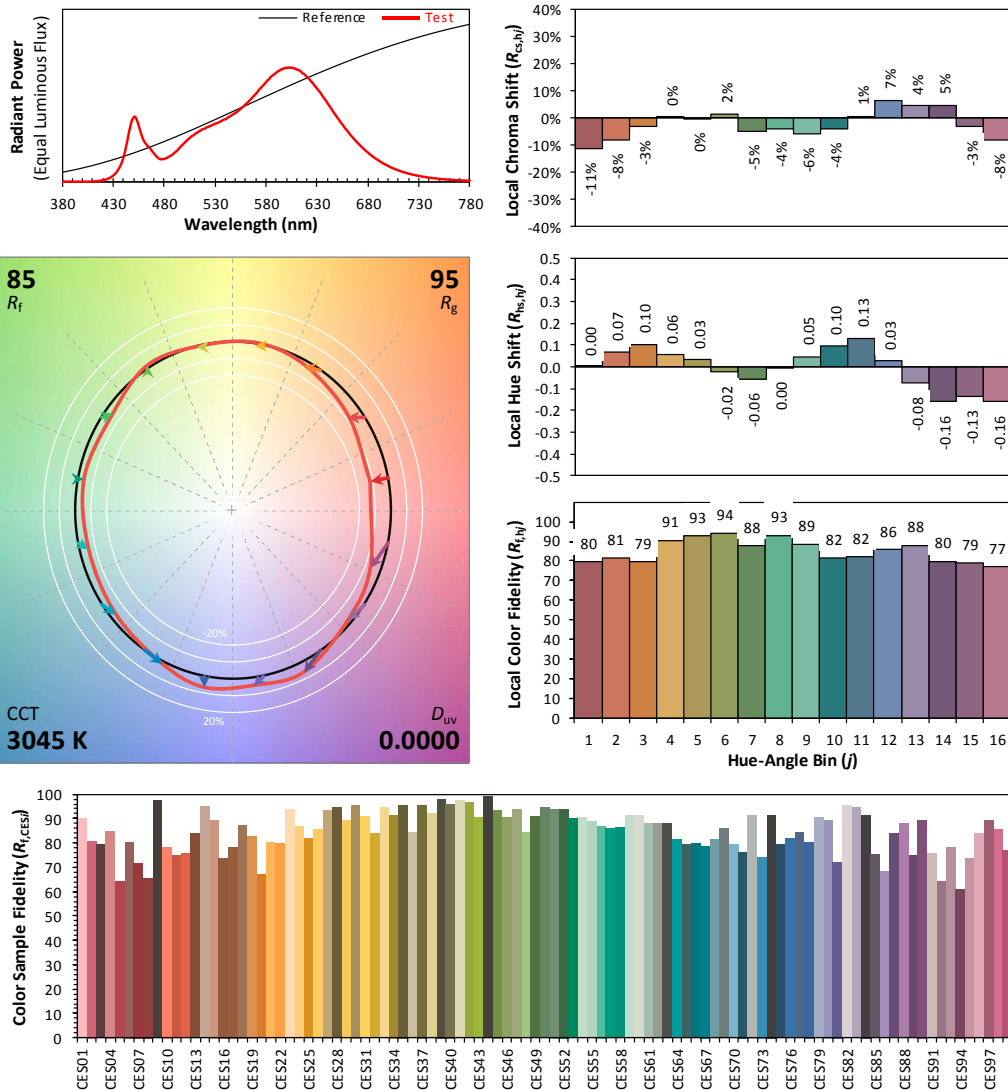 Reference Test
Radiant Power
(Equal Luminous Flux)
380 430 480 530 580 630 680 730 780
Wavelength (nm)
Local Chroma Shift (Rcs,hj)
40%
30%
20%
10%
0%
-10%
-20%
-30%
-40%
-11% -8% -3% 0% 0% 2% -5% -4% -6% -4% 1% 7% 4% 5% -3% -8%
85
Rf
95
Rg
-20%
20%
CCT
3045 K
Duv
0.0000
Local Hue Shift (Rhs,hj)
0.5
0.4
0.3
0.2
0.1
0.0
-0.1
-0.2
-0.3
-0.4
-0.5
0.00 0.07 0.10 0.06 0.03 -0.02 -0.06 0.00 0.05 0.10 0.13 0.03 -0.08 -0.16 -0.13 -0.16
Local Color Fidelity (Rf,hj)
100
90
80
70
60
50
40
30
20
10
0
80 81 79 91 93 94 88 93 89 82 82 86 88 80 79 77
1 2 3 4 5 6 7 8 9 10 11 12 13 14 15 16
Hue-Angle Bin (j)
Color Sample Fidelity (Rf,CESi)
100
90
80
70
60
50
40
30
20
10
0
CES01 CES04 CES07 CES10 CES13 CES16 CES19 CES22 CES25 CES28 CES31 CES34 CES37 CES40 CES43 CES46 CES49 CES52 CES55 CES58 CES61 CES64 CES67 CES70 CES73 CES76 CES79 CES82 CES85 CES88 CES91 CES94 CES97